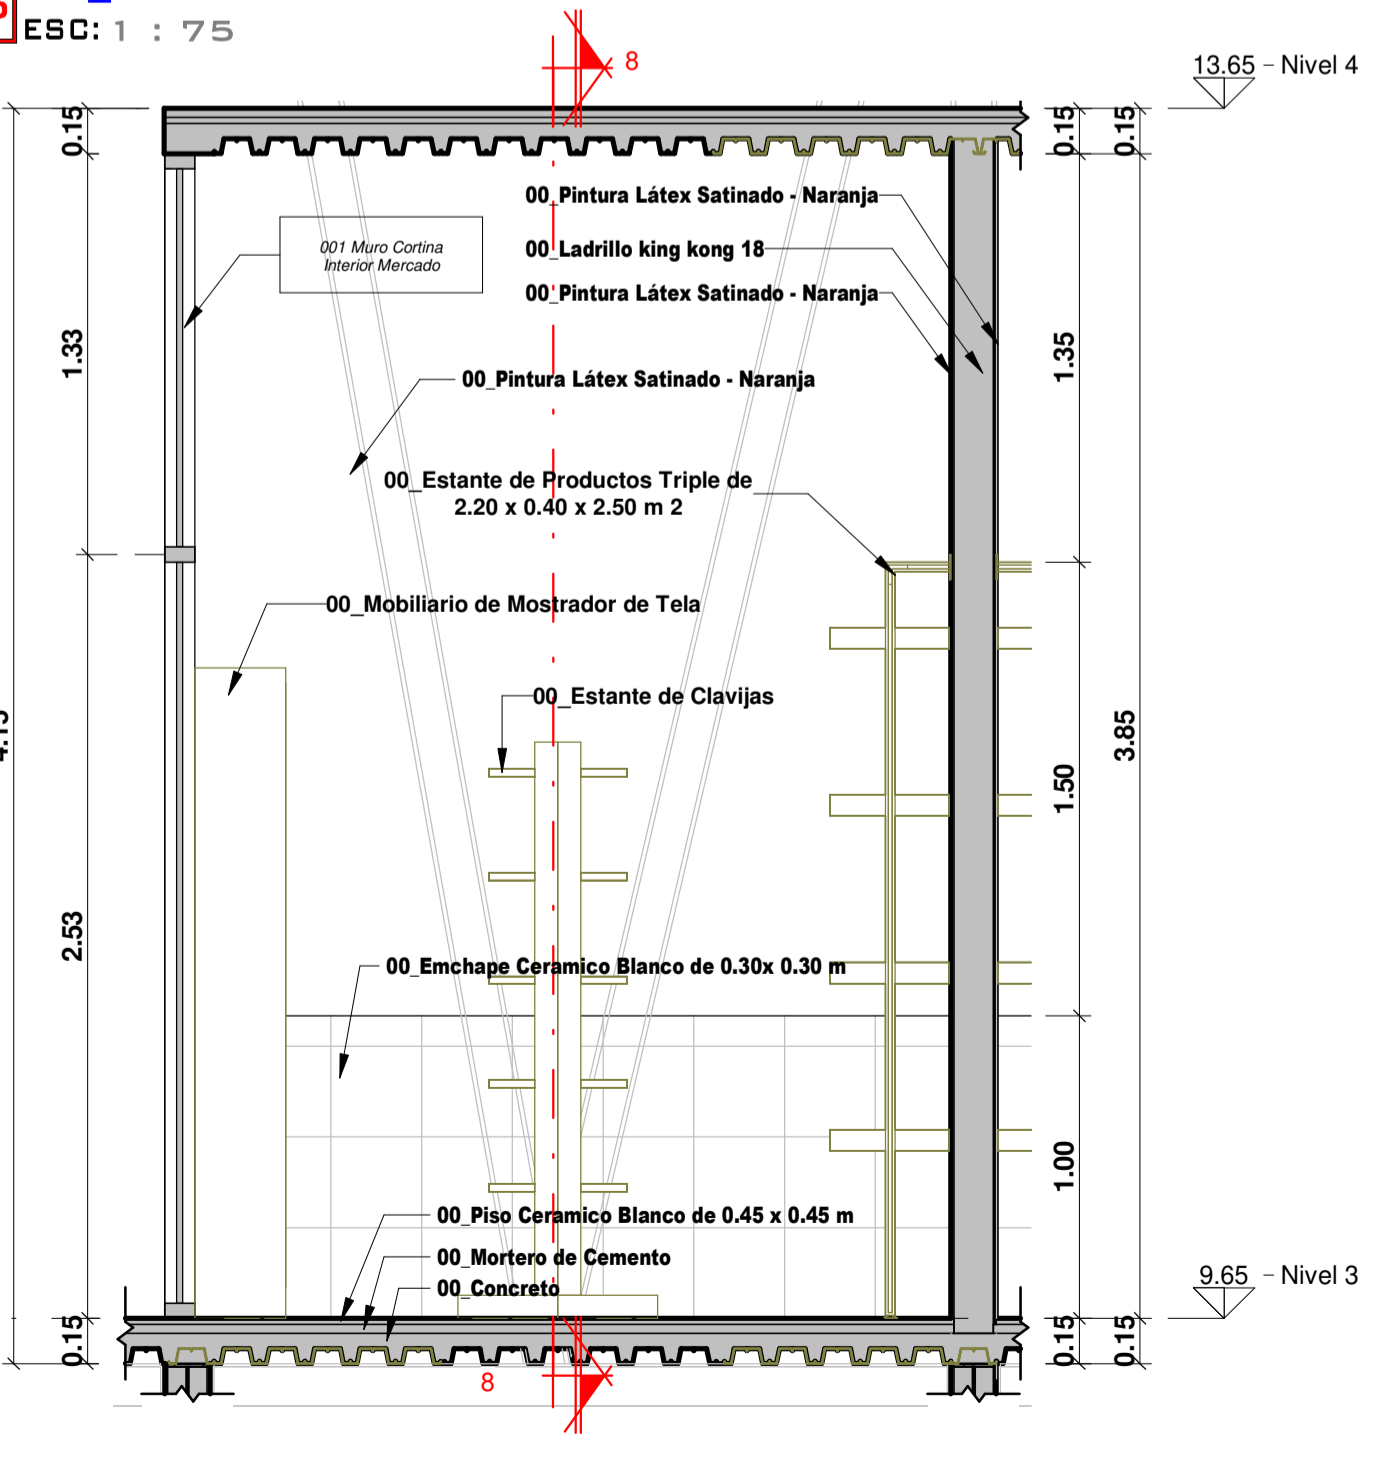 ESC: 1 : 75
8
13.65 - Nivel 4
0.15
0.15
0.15
00_Pintura Látex Satinado - Naranja
001 Muro Cortina
Interior Mercado
00_Ladrillo king kong 18
00_Pintura Látex Satinado - Naranja
1.33
1.35
00_Pintura Látex Satinado - Naranja
00_Estante de Productos Triple de
2.20 x 0.40 x 2.50 m 2
00_Mobiliario de Mostrador de Tela
00_Estante de Clavijas
3.85
1.50
2.53
00_Emchape Ceramico Blanco de 0.30x 0.30 m
1.00
00_Piso Ceramico Blanco de 0.45 x 0.45 m
00_Mortero de Cemento
00_Concreto
9.65 - Nivel 3
0.15
0.15
0.15
8